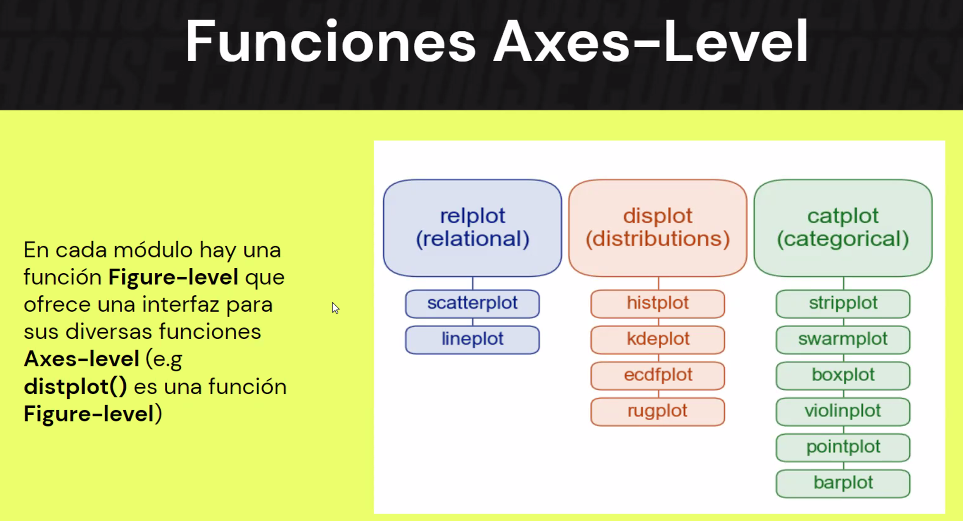 Funciones Axes-Level
En cada módulo hay una
función Figure-level que
ofrece una interfaz para
sus diversas funciones
Axes-level (e.g
distplot() es una función
Figure-level)
relplot
(relational)
scatterplot
lineplot
displot
(distributions)
histplot
kdeplot
ecdfplot
rugplot
catplot
(categorical)
stripplot
swarmplot
boxplot
violinplot
pointplot
barplot